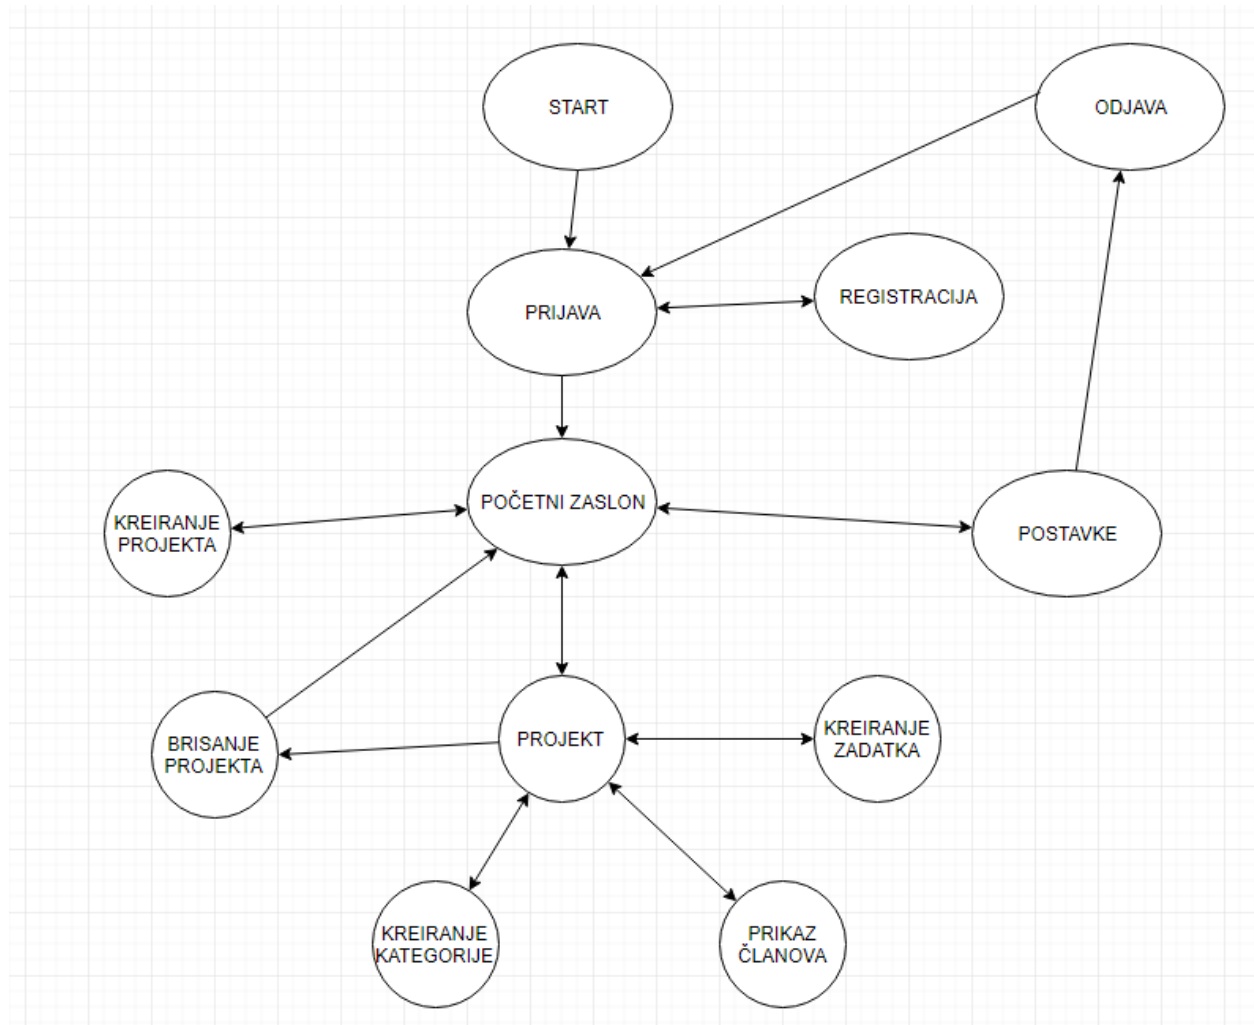 START
ODJAVA
PRIJAVA
REGISTRACIJA
POČETNI ZASLON
KREIRANJE
PROJEKTA
POSTAVKE
BRISANJE
PROJEKTA
PROJEKT
KREIRANJE
ZADATKA
KREIRANJE
KATEGORIJE
PRIKAZ
ČLANOVA